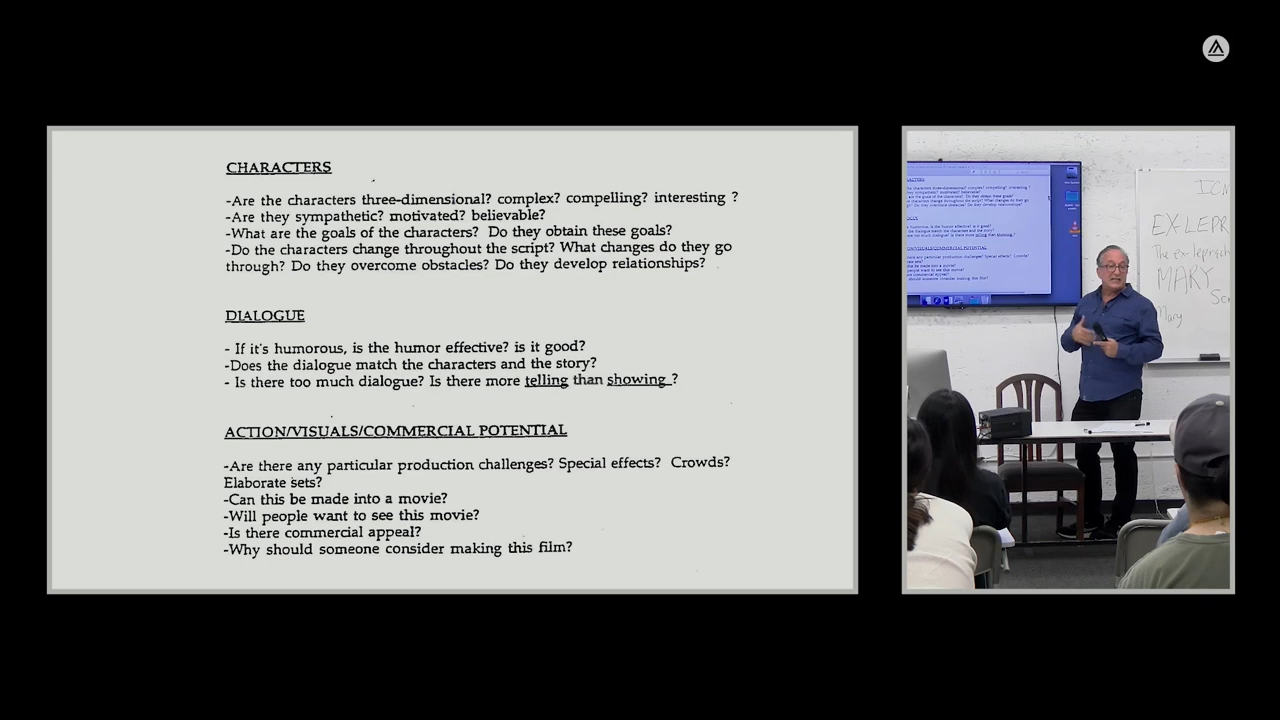 CHARACTERS
-Are the characters three-dimensional? complex? compelling? interesting ?
-Are they sympathetic? motivated? believable?
-What are the goals of the characters? Do they obtain these goals?
-Do the characters change throughout the script? What changes do they go
through? Do they overcome obstacles? Do they develop relationships?
DIALOGUE
- If it's humorous, is the humor effective? is it good?
-Does the dialogue match the characters and the story?
- Is there too much dialogue? Is there more telling than showing ?
ACTION/VISUALS/COMMERCIAL POTENTIAL
-Are there any particular production challenges? Special effects? Crowds?
Elaborate sets?
-Can this be made into a movie?
-Will people want to see this movie?
-Is there commercial appeal?
-Why should someone consider making this film?
EX-LEPR
The ex-leprech
MARY
Mary